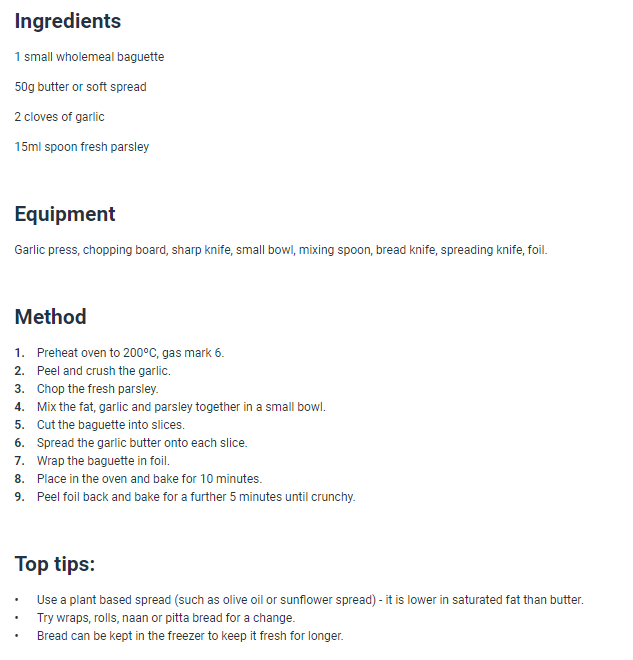 Ingredients
1 small wholemeal baguette
50g butter or soft spread
2 cloves of garlic
15ml spoon fresh parsley
Equipment
Garlic press, chopping board, sharp knife, small bowl, mixing spoon, bread knife, spreading knife, foil.
Method
1. Preheat oven to 200ºC, gas mark 6.
2. Peel and crush the garlic.
3. Chop the fresh parsley.
4. Mix the fat, garlic and parsley together in a small bowl.
5. Cut the baguette into slices.
6. Spread the garlic butter onto each slice.
7. Wrap the baguette in foil.
8. Place in the oven and bake for 10 minutes.
9. Peel foil back and bake for a further 5 minutes until crunchy.
Top tips:
• Use a plant based spread (such as olive oil or sunflower spread) - it is lower in saturated fat than butter.
• Try wraps, rolls, naan or pitta bread for a change.
• Bread can be kept in the freezer to keep it fresh for longer.